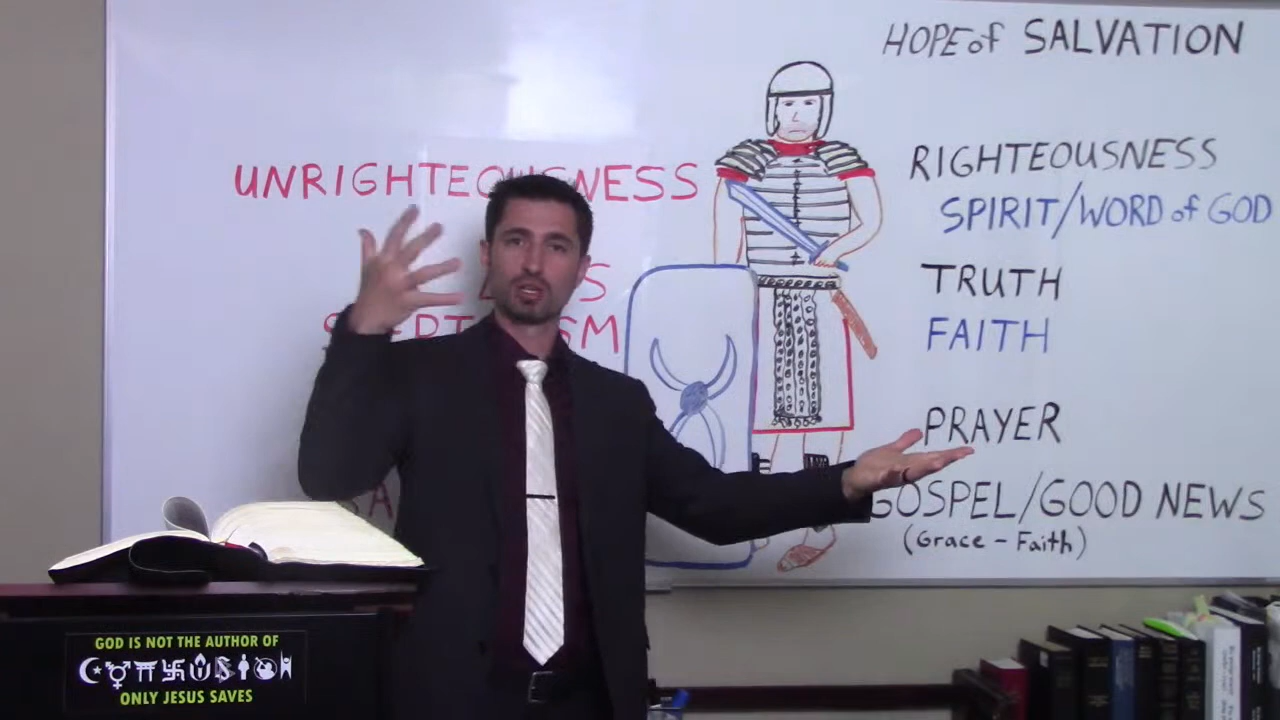 HOPE of SALVATION
UNRIGHTEOUSNESS
RIGHTEOUSNESS
SPIRIT/WORD of GOD
TRUTH
FAITH
PRAYER
GOSPEL/GOOD NEWS
(Grace - Faith)
GOD IS NOT THE AUTHOR OF
ONLY JESUS SAVES